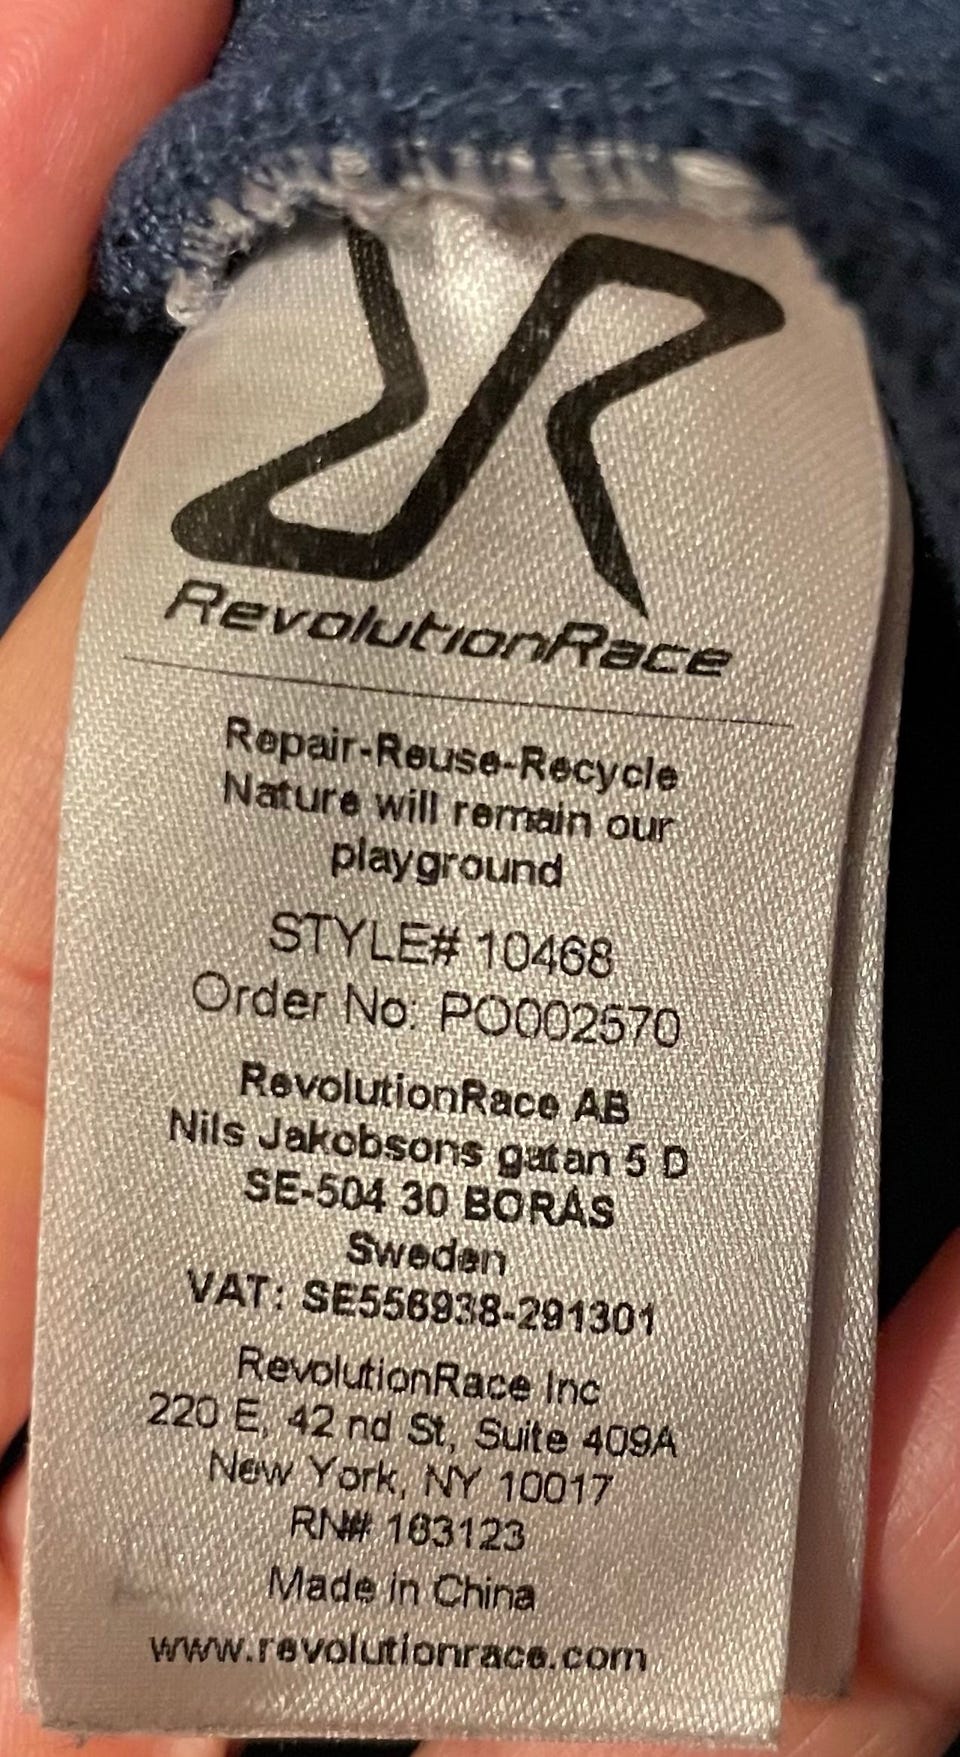 RevolutionRace
Repair-Reuse-Recycle
Nature will remain our
playground
STYLE# 10468
Order No: PO002570
RevolutionRace AB
Nils Jakobsons gatan 5 D
SE-504 30 BORÅS
Sweden
VAT: SE556938-291301
RevolutionRace Inc
220 E, 42 nd St, Suite 409A
New York, NY 10017
RN# 163123
Made in China
www.revolutionrace.com